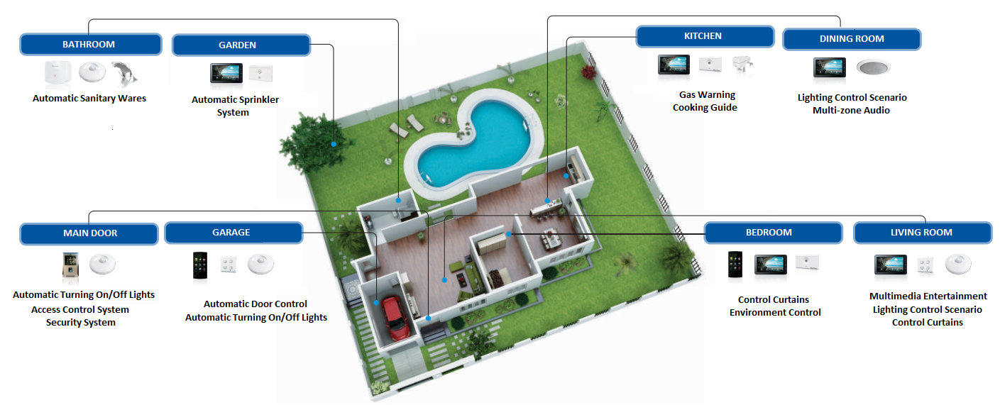 BATHROOM
Automatic Sanitary Wares
GARDEN
Automatic Sprinkler
System
KITCHEN
Gas Warning
Cooking Guide
DINING ROOM
Lighting Control Scenario
Multi-zone Audio
MAIN DOOR
Automatic Turning On/Off Lights
Access Control System
Security System
GARAGE
Automatic Door Control
Automatic Turning On/Off Lights
BEDROOM
Control Curtains
Environment Control
LIVING ROOM
Multimedia Entertainment
Lighting Control Scenario
Control Curtains